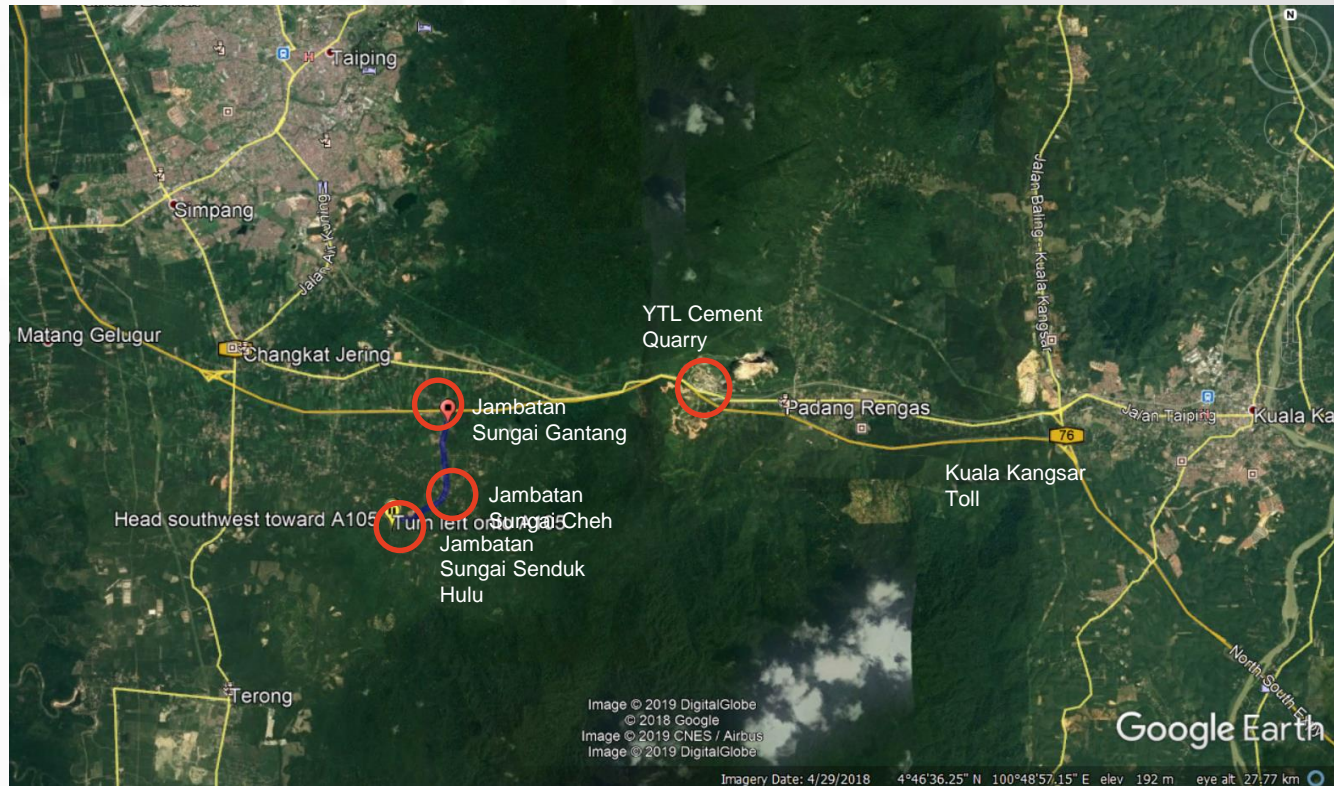 Taiping
Simpang
Jalan Air Kuning
Matang Gelugur
Changkat Jering
Jambatan
Sungai Gantang
YTL Cement
Quarry
Padang Rengas
Jalan Baling - Kuala Kangsar
Jalan Taiping
Kuala Ka
76
Kuala Kangsar
Toll
Jambatan
Sungai Cheh
Head southwest toward A105
Turn left onto A105
Jambatan
Sungai Senduk
Hulu
Terong
North South E
N
Image © 2019 DigitalGlobe
© 2018 Google
Image © 2019 CNES / Airbus
Image © 2019 DigitalGlobe
Google Earth
Imagery Date: 4/29/2018 4°46'36.25" N 100°48'57.15" E elev 192 m eye alt 27.77 km